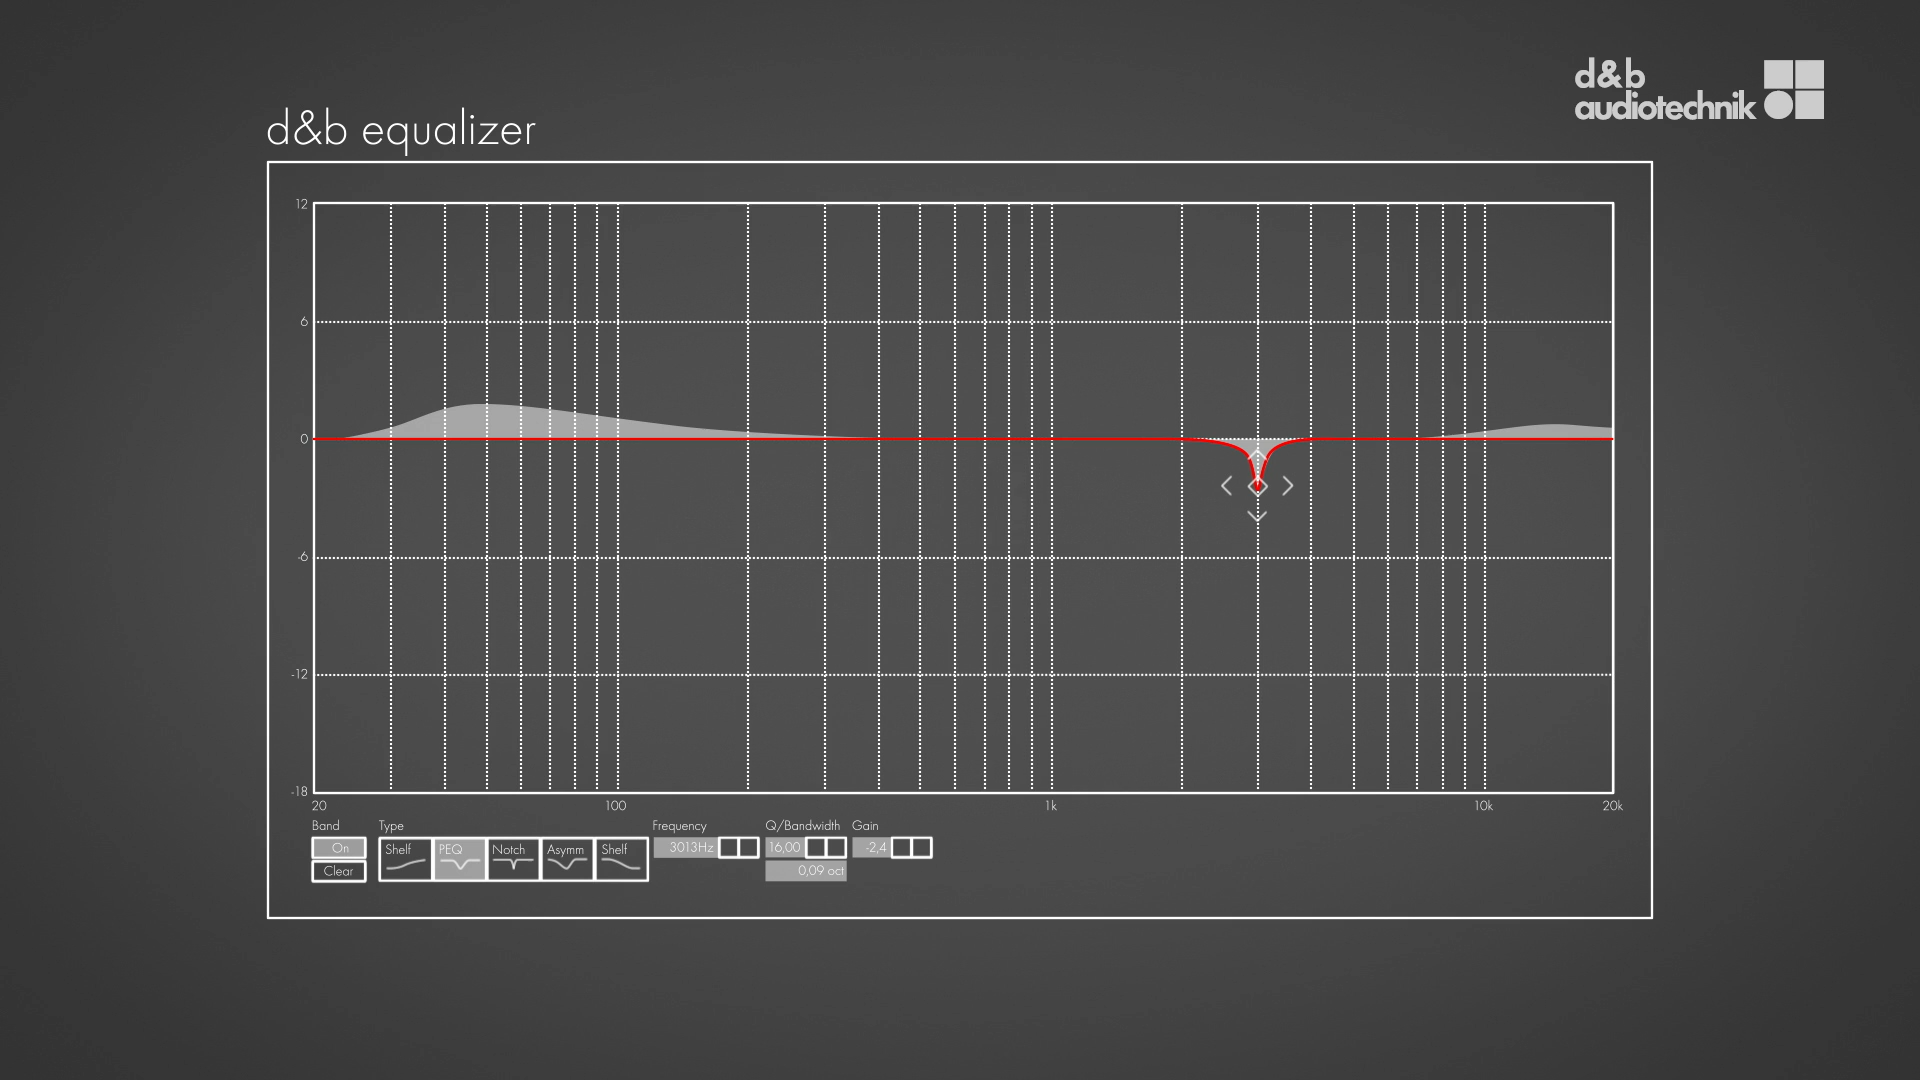 d&b
audiotechnik
d&b equalizer
12
6
0
-6
-12
-18
20 100 1k 10k 20k
Band Type Frequency Q/Bandwidth Gain
On Shelf PEQ Notch Asymm Shelf 3013Hz 16,00 -2,4
Clear 0,09 oct